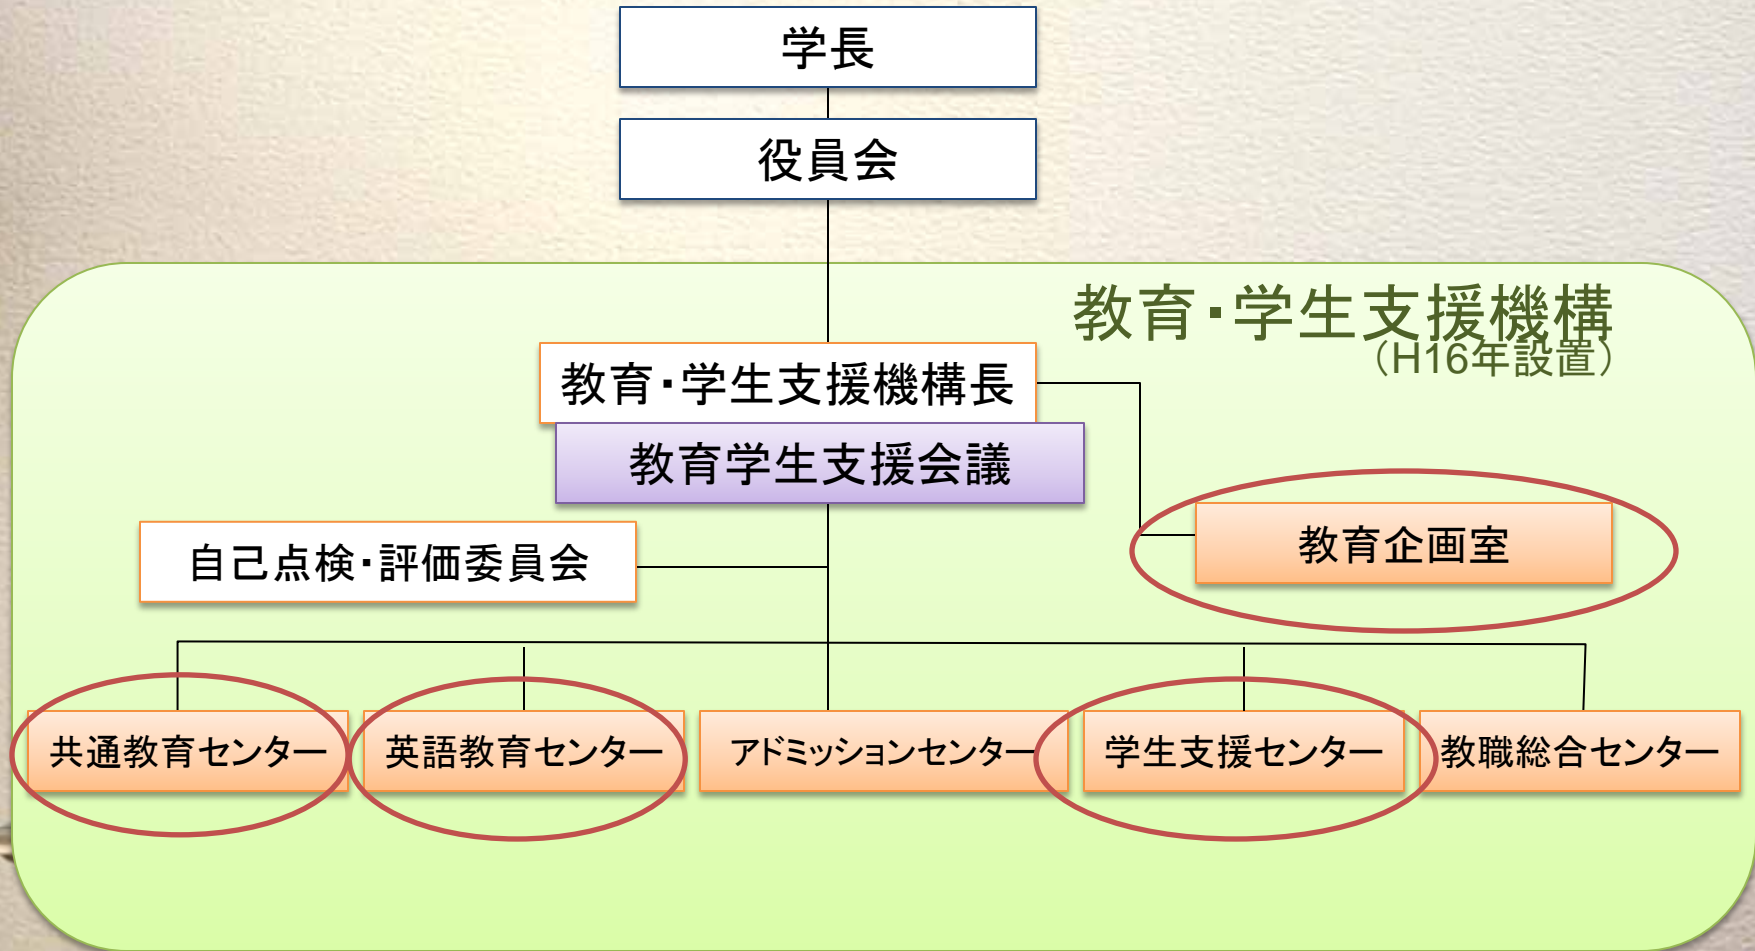 学長
役員会
教育・学生支援機構
（H16年設置）
教育・学生支援機構長
教育学生支援会議
教育企画室
自己点検・評価委員会
共通教育センター
英語教育センター
アドミッションセンター
学生支援センター
教職総合センター